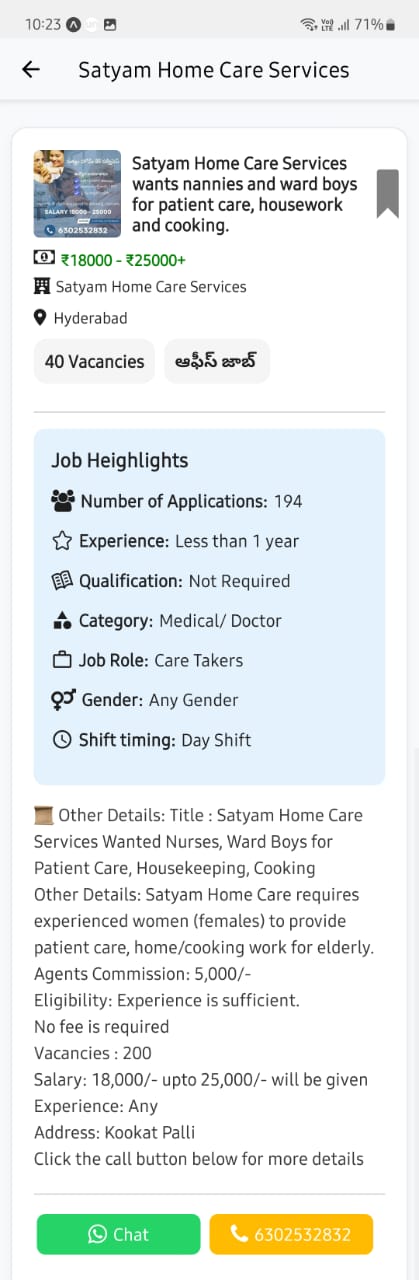 10:23
Vo)) LTE 71%
Satyam Home Care Services
SALARY 18000 - 25000
6302532832
Satyam Home Care Services
wants nannies and ward boys
for patient care, housework
and cooking.
₹18000 - ₹25000+
Satyam Home Care Services
Hyderabad
40 Vacancies
ఆఫీస్ జాబ్
Job Heighlights
Number of Applications: 194
Experience: Less than 1 year
Qualification: Not Required
Category: Medical/ Doctor
Job Role: Care Takers
Gender: Any Gender
Shift timing: Day Shift
Other Details: Title : Satyam Home Care
Services Wanted Nurses, Ward Boys for
Patient Care, Housekeeping, Cooking
Other Details: Satyam Home Care requires
experienced women (females) to provide
patient care, home/cooking work for elderly.
Agents Commission: 5,000/-
Eligibility: Experience is sufficient.
No fee is required
Vacancies : 200
Salary: 18,000/- upto 25,000/- will be given
Experience: Any
Address: Kookat Palli
Click the call button below for more details
Chat
6302532832